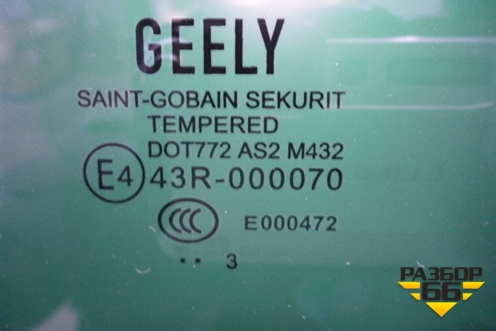 GEELY
SAINT-GOBAIN SEKURIT
TEMPERED
DOT772 AS2 M432
E4 43R-000070
CCC E000472
.. 3
РАЗБОР
66